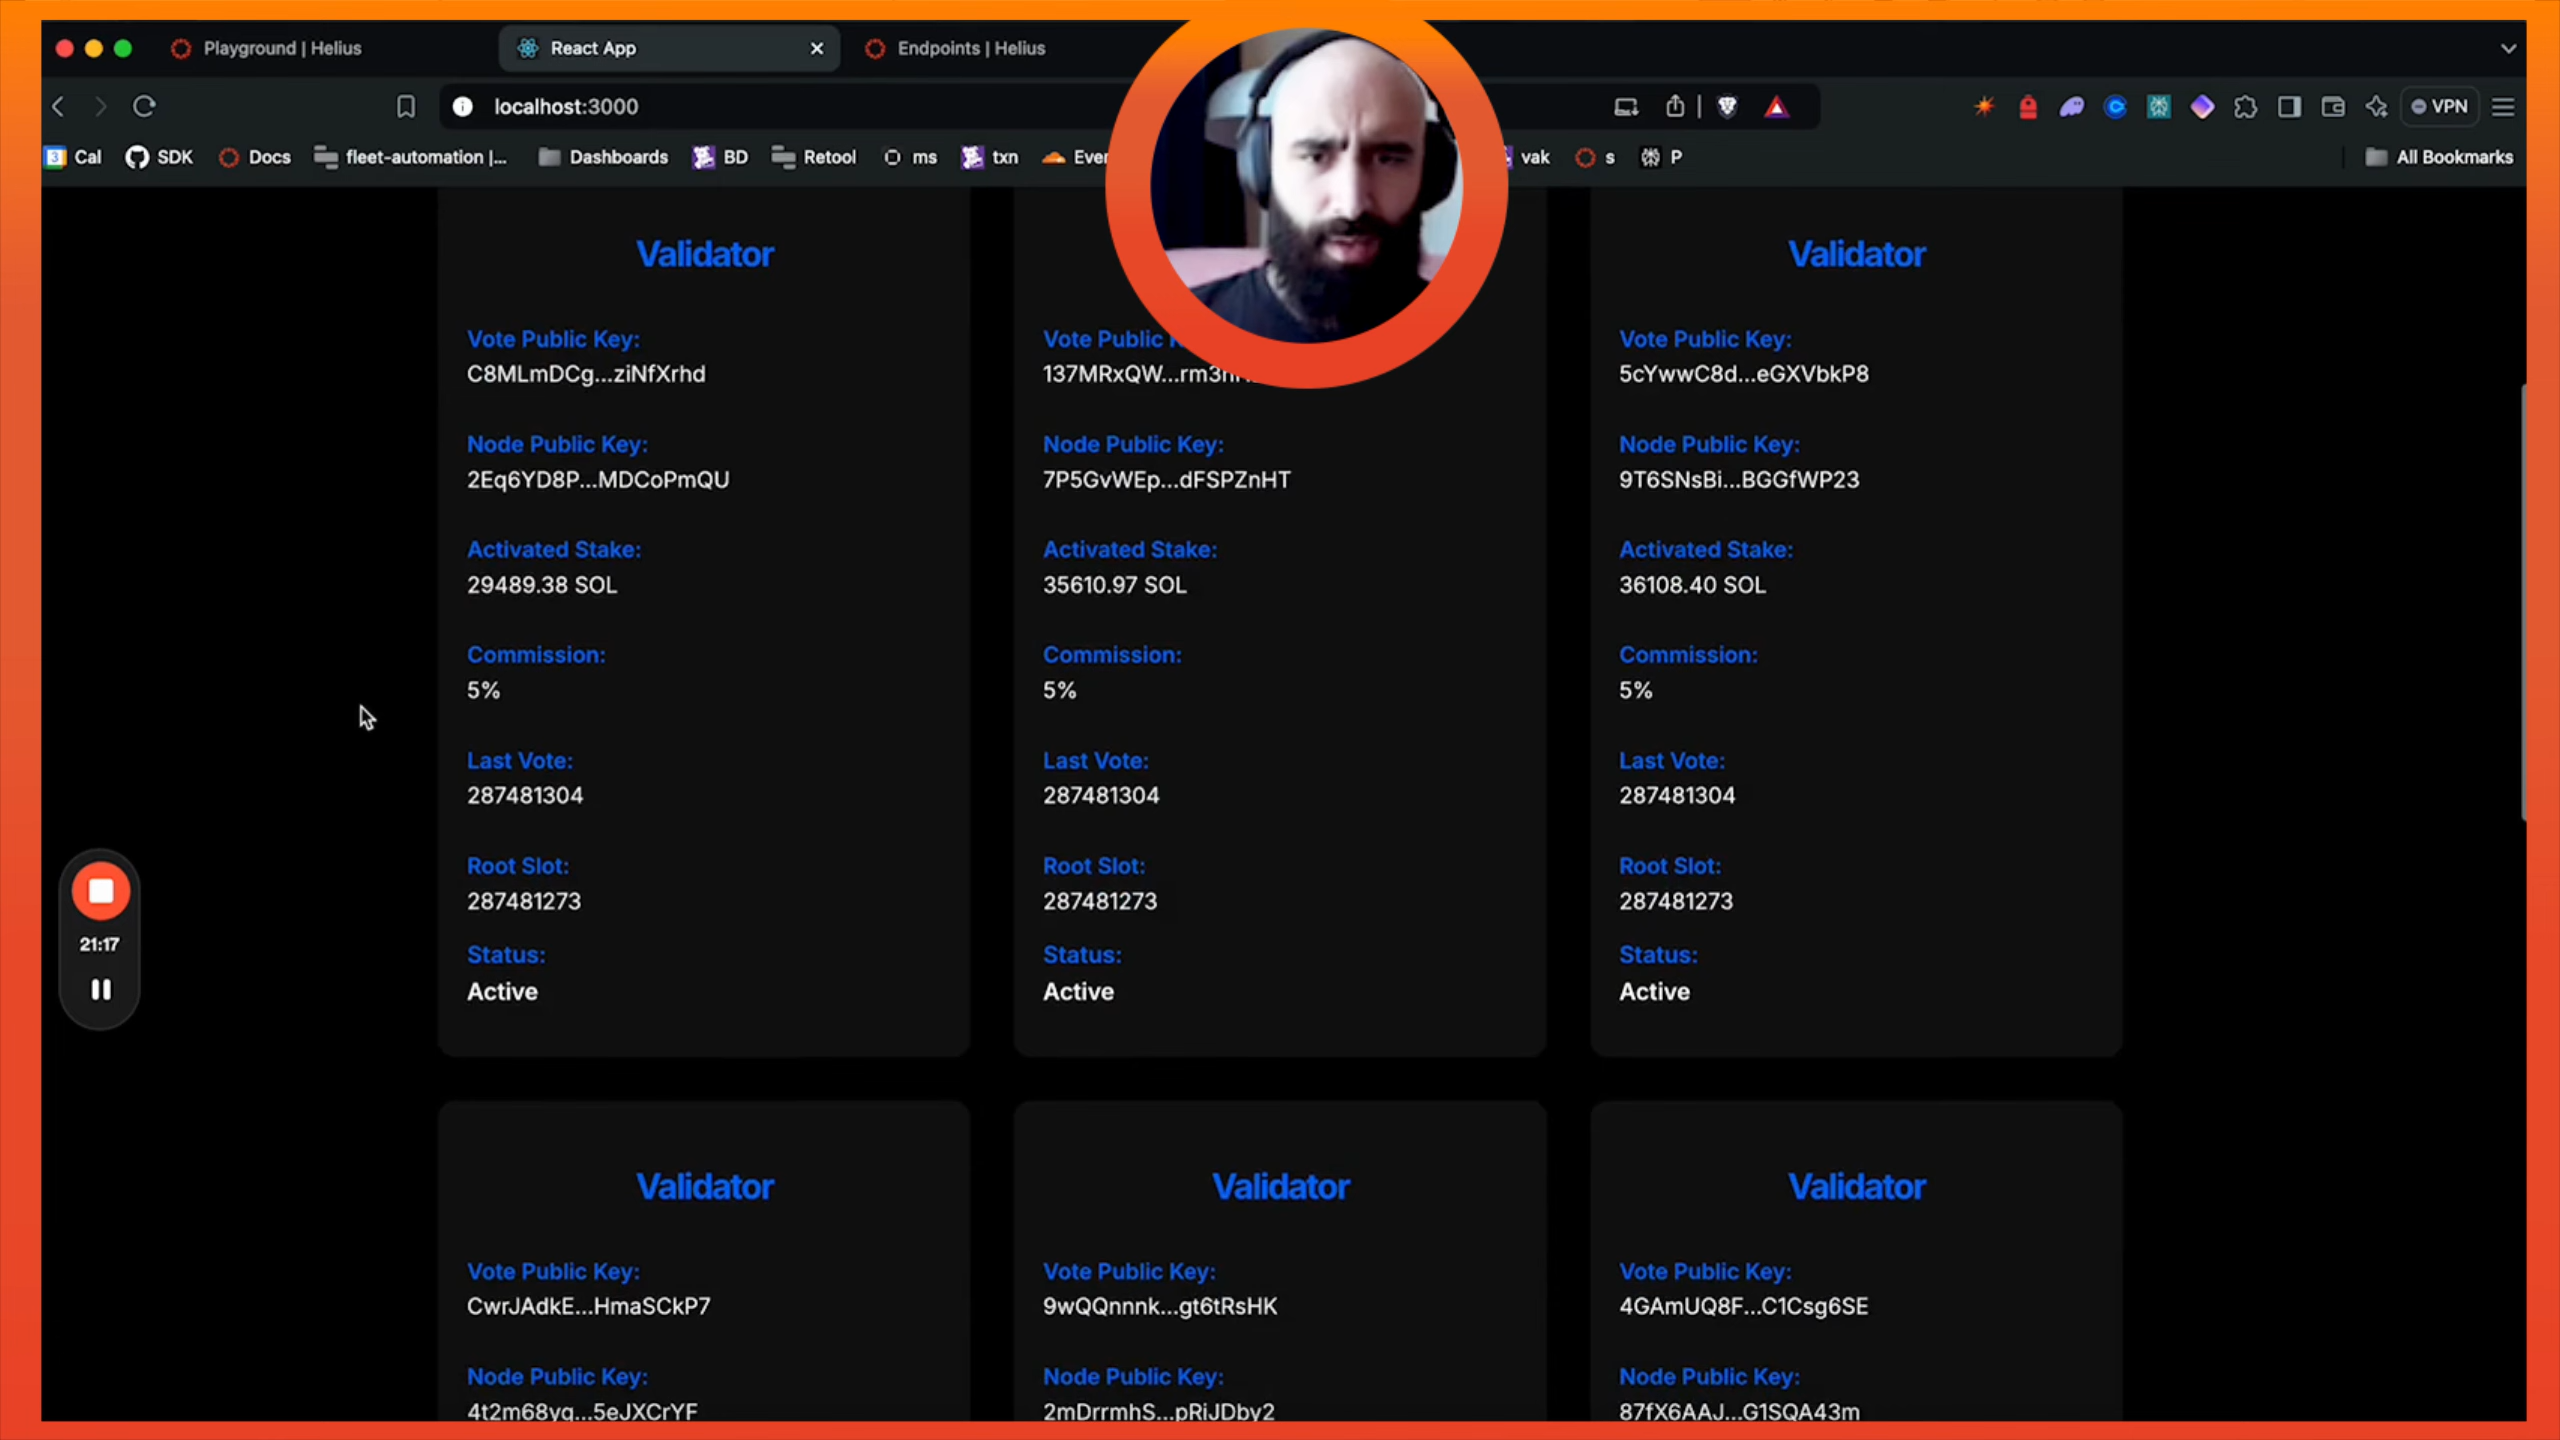 Playground | Helius
React App
Endpoints | Helius
localhost:3000
VPN
3 Cal
SDK
Docs
fleet-automation |...
Dashboards
BD
Retool
ms
txn
vak
s
P
All Bookmarks
Validator
Validator
Vote Public Key:
C8MLmDCg...ziNfXrhd
Node Public Key:
2Eq6YD8P...MDCoPmQU
Activated Stake:
29489.38 SOL
Commission:
5%
Last Vote:
287481304
Root Slot:
287481273
Status:
Active
Vote Public
Node Public Key:
7P5GvWEp...dFSPZnHT
Activated Stake:
35610.97 SOL
Commission:
5%
Last Vote:
287481304
Root Slot:
287481273
Status:
Active
Vote Public Key:
5cYwwC8d...eGXVbkP8
Node Public Key:
9T6SNsBi...BGGfWP23
Activated Stake:
36108.40 SOL
Commission:
5%
Last Vote:
287481304
Root Slot:
287481273
Status:
Active
21:17
Validator
Vote Public Key:
CwrJAdkE...HmaSCkP7
Node Public Key:
4t2m68yg...5eJXCrYF
Validator
Vote Public Key:
9wQQnnnk...gt6tRsHK
Node Public Key:
2mDrrmhS...pRiJDby2
Validator
Vote Public Key:
4GAmUQ8F...C1Csg6SE
Node Public Key:
87fX6AAJ...G1SQA43m